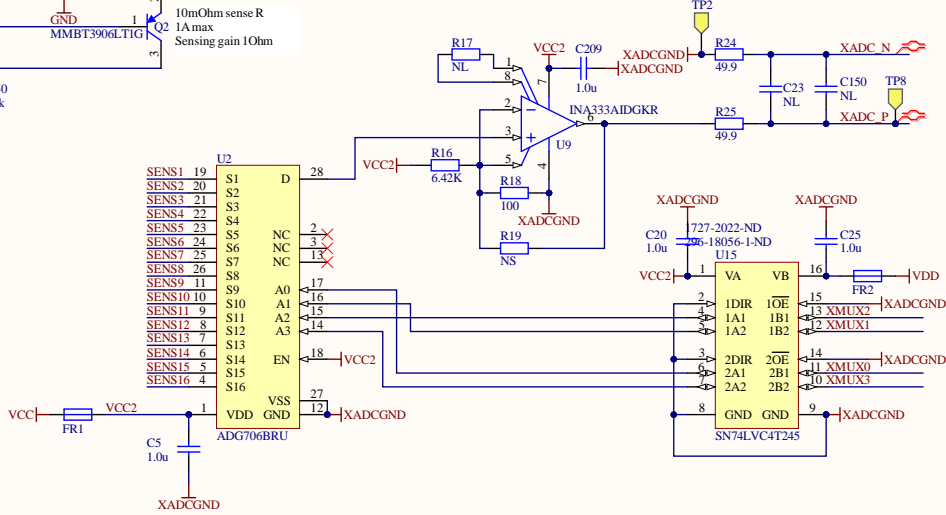 10mOhm sense R
1A max
Sensing gain 1Ohm
GND
MMBT3906LT1G
1
Q2
3
TP2
R17
NL
VCC2
C209
1.0u
XADCGND
7
1
8
2
3
5
4
6
INA333AIDGKR
U9
XADCGND
R24
49.9
XADC_N
C23
NL
C150
NL
TP8
R25
49.9
XADC_P
VCC2
R16
6.42K
R18
100
XADCGND
R19
NS
U2
SENS1 19 S1
SENS2 20 S2
SENS3 21 S3
SENS4 22 S4
SENS5 23 S5
SENS6 24 S6
SENS7 25 S7
SENS8 26 S8
SENS9 11 S9
SENS10 10 S10
SENS11 9 S11
SENS12 8 S12
SENS13 7 S13
SENS14 6 S14
SENS15 5 S15
SENS16 4 S16
D 28
NC 2
NC 3
NC 13
A0 17
A1 16
A2 15
A3 14
EN 18 VCC2
VSS 27
GND 12 XADCGND
VCC
FR1
VCC2
1 VDD
ADG706BRU
C5
1.0u
XADCGND
XADCGND
C20
1.0u
1727-2022-ND
296-18056-1-ND
U15
XADCGND
C25
1.0u
VCC2 1 VA
VB 16
FR2
VDD
2 1DIR
1OE 15 XADCGND
4 1A1
1B1 13 XMUX2
5 1A2
1B2 12 XMUX1
3 2DIR
2OE 14 XADCGND
6 2A1
2B1 11 XMUX0
7 2A2
2B2 10 XMUX3
8 GND
GND 9 XADCGND
SN74LVC4T245